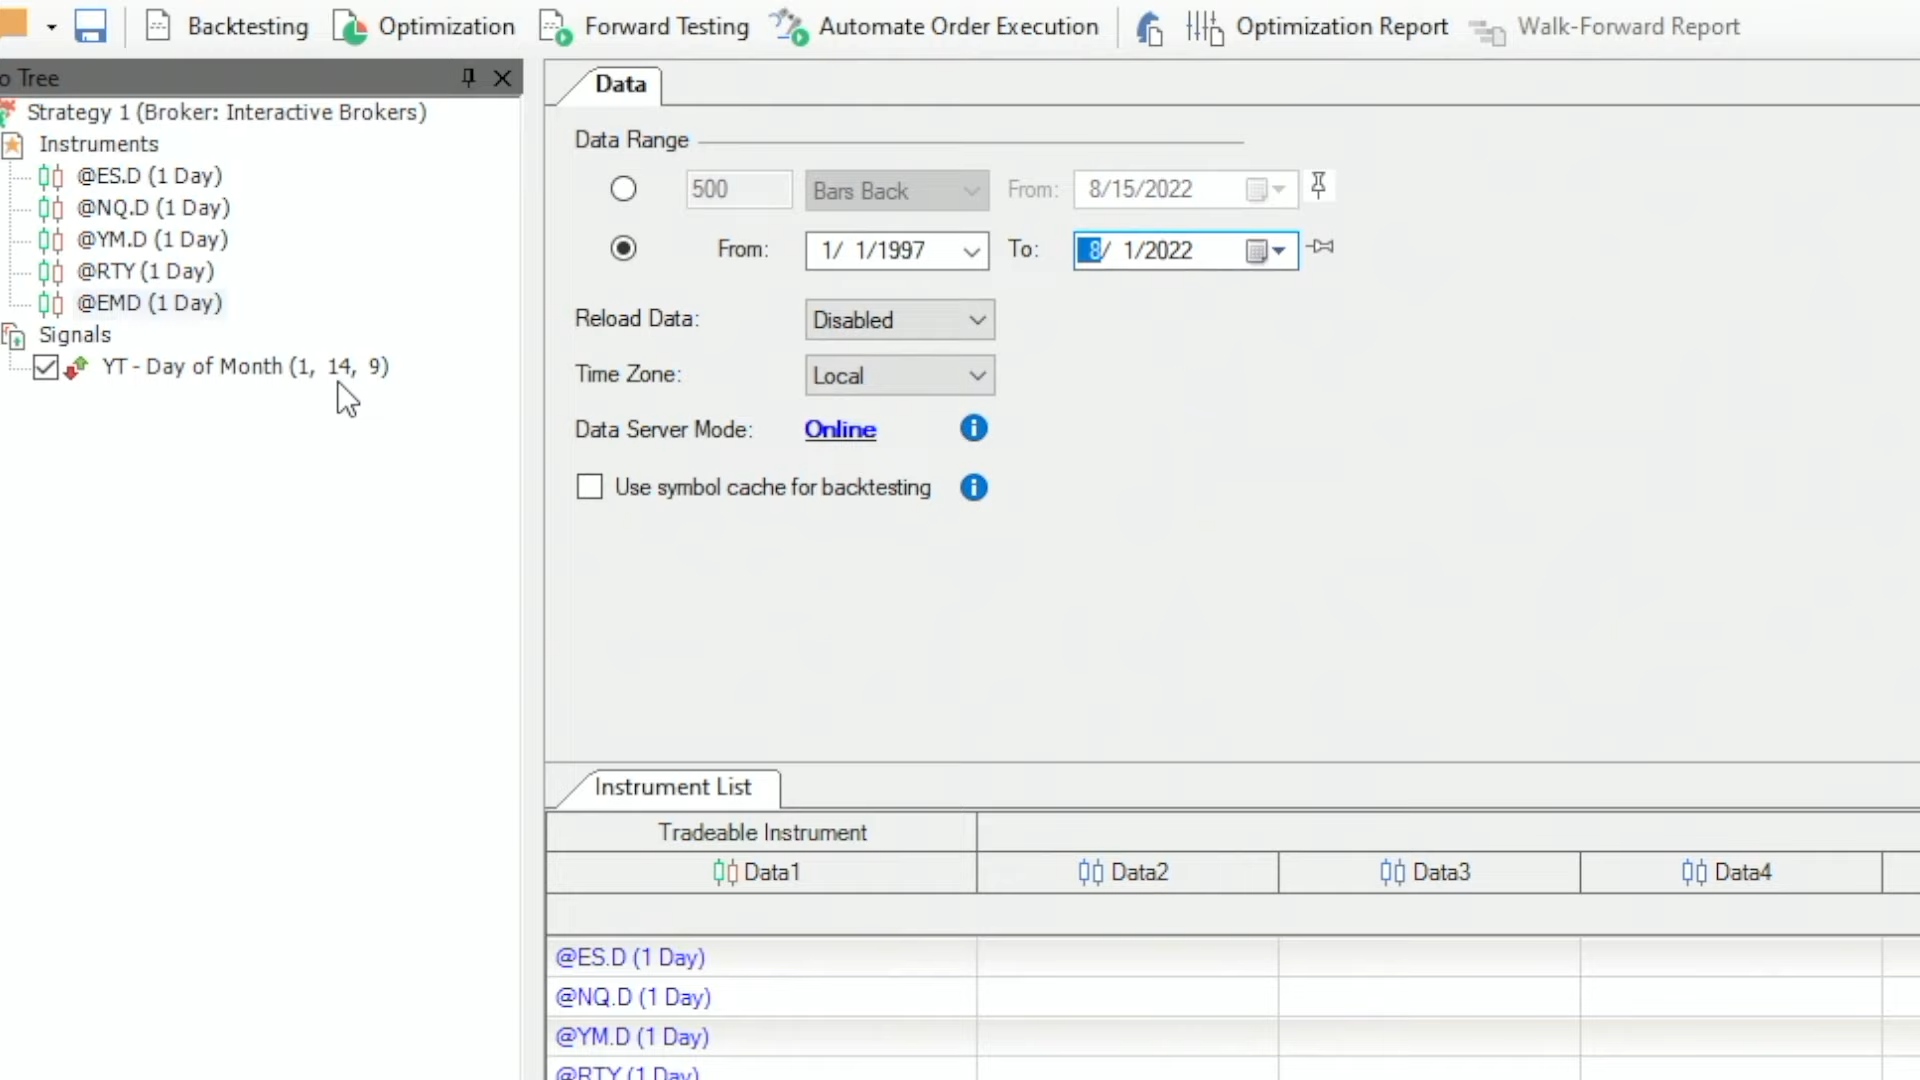 Backtesting Optimization Forward Testing Automate Order Execution Optimization Report Walk-Forward Report
o Tree
Strategy 1 (Broker: Interactive Brokers)
Instruments
@ES.D (1 Day)
@NQ.D (1 Day)
@YM.D (1 Day)
@RTY (1 Day)
@EMD (1 Day)
Signals
YT - Day of Month (1, 14, 9)
Data
Data Range
500 Bars Back From: 8/15/2022
From: 1/ 1/1997 To: 8/ 1/2022
Reload Data: Disabled
Time Zone: Local
Data Server Mode: Online
Use symbol cache for backtesting
Instrument List
Tradeable Instrument
Data1 Data2 Data3 Data4
@ES.D (1 Day)
@NQ.D (1 Day)
@YM.D (1 Day)
@RTY (1 Day)